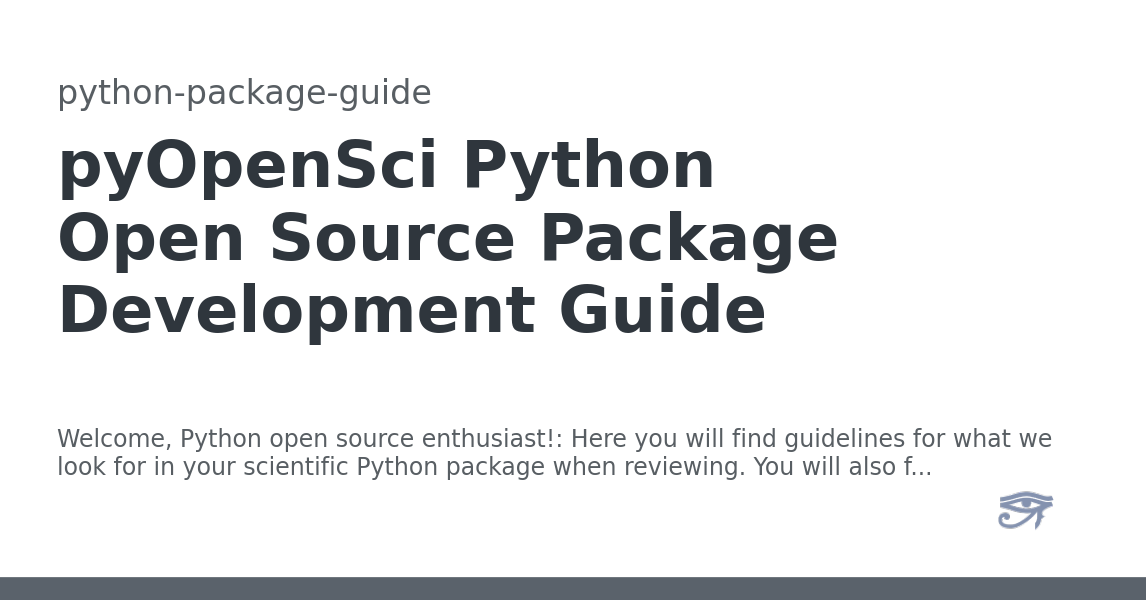 python-package-guide
pyOpenSci Python
Open Source Package
Development Guide
Welcome, Python open source enthusiast!: Here you will find guidelines for what we
look for in your scientific Python package when reviewing. You will also f...